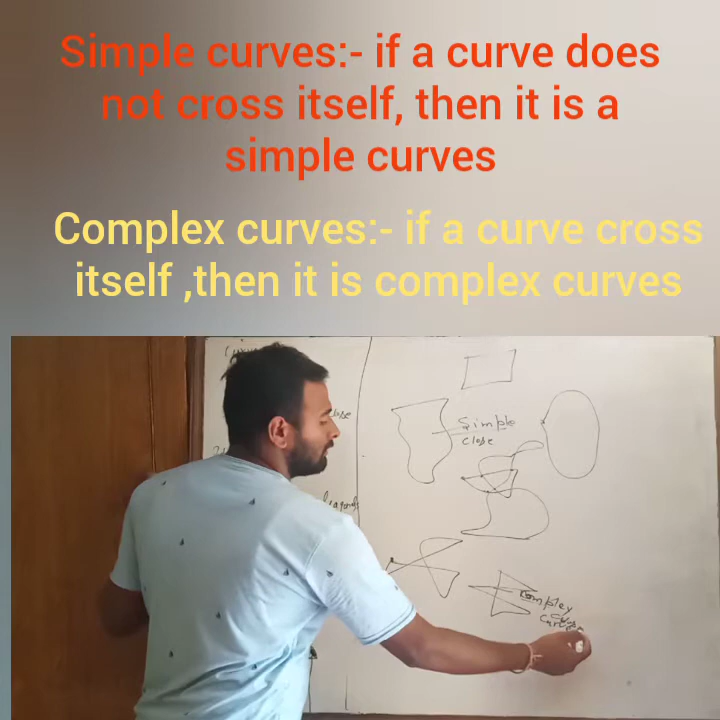 Simple curves:- if a curve does
not cross itself, then it is a
simple curves
Complex curves:- if a curve cross
itself ,then it is complex curves
Simple
close
Complex